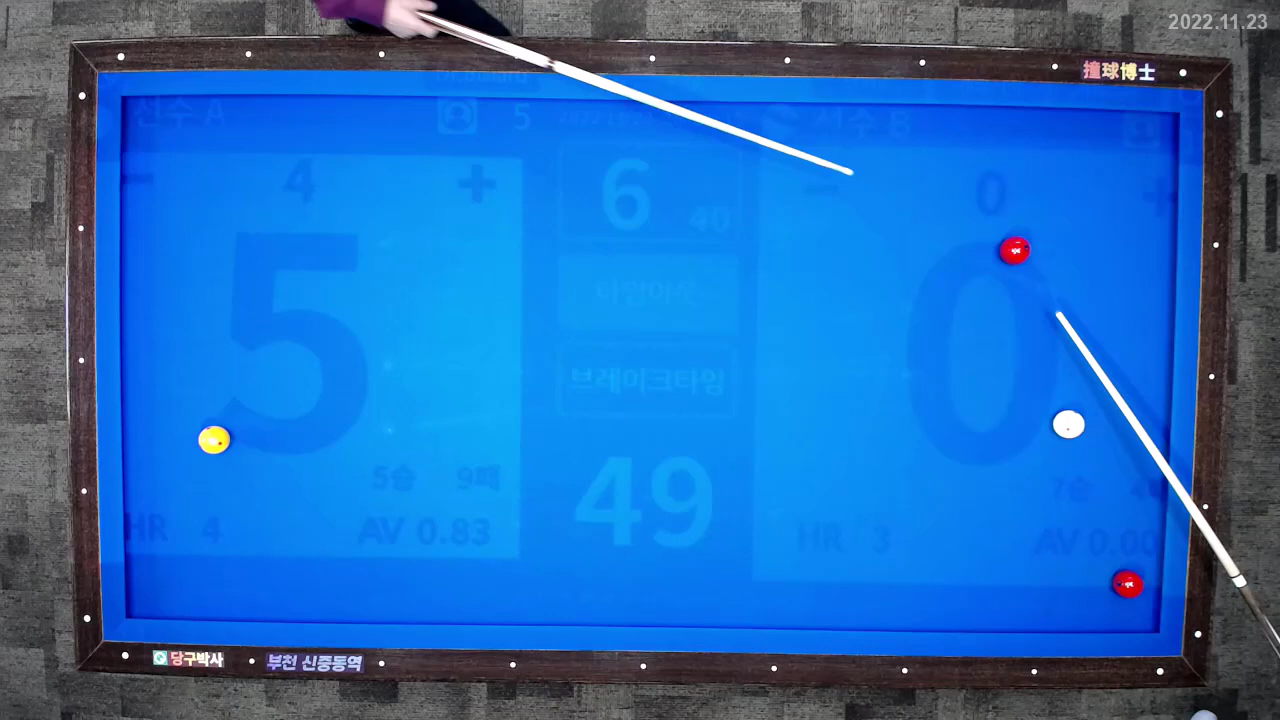 2022.11.23
撞球博士
선수 A
5
선수 B
− 4 +
6
40
− 0 +
5
0
타임아웃
브레이크타임
5승 9패
7승
49
HR 4
AV 0.83
HR 3
AV 0.00
당구박사
부천 신중동역